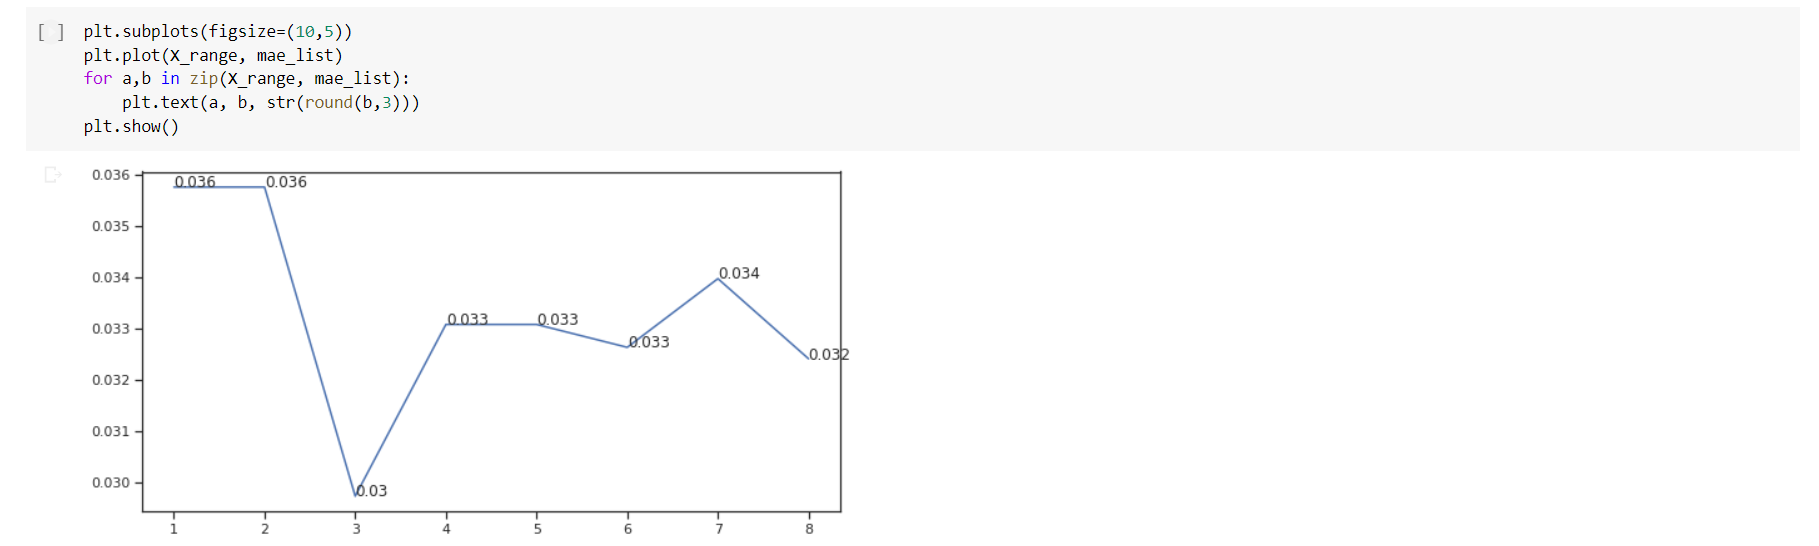 [ ] plt.subplots(figsize=(10,5))
plt.plot(X_range, mae_list)
for a,b in zip(X_range, mae_list):
    plt.text(a, b, str(round(b,3)))
plt.show()
0.036
0.035
0.034
0.033
0.032
0.031
0.030
0.036
0.036
0.03
0.033
0.033
0.033
0.034
0.032
1 2 3 4 5 6 7 8